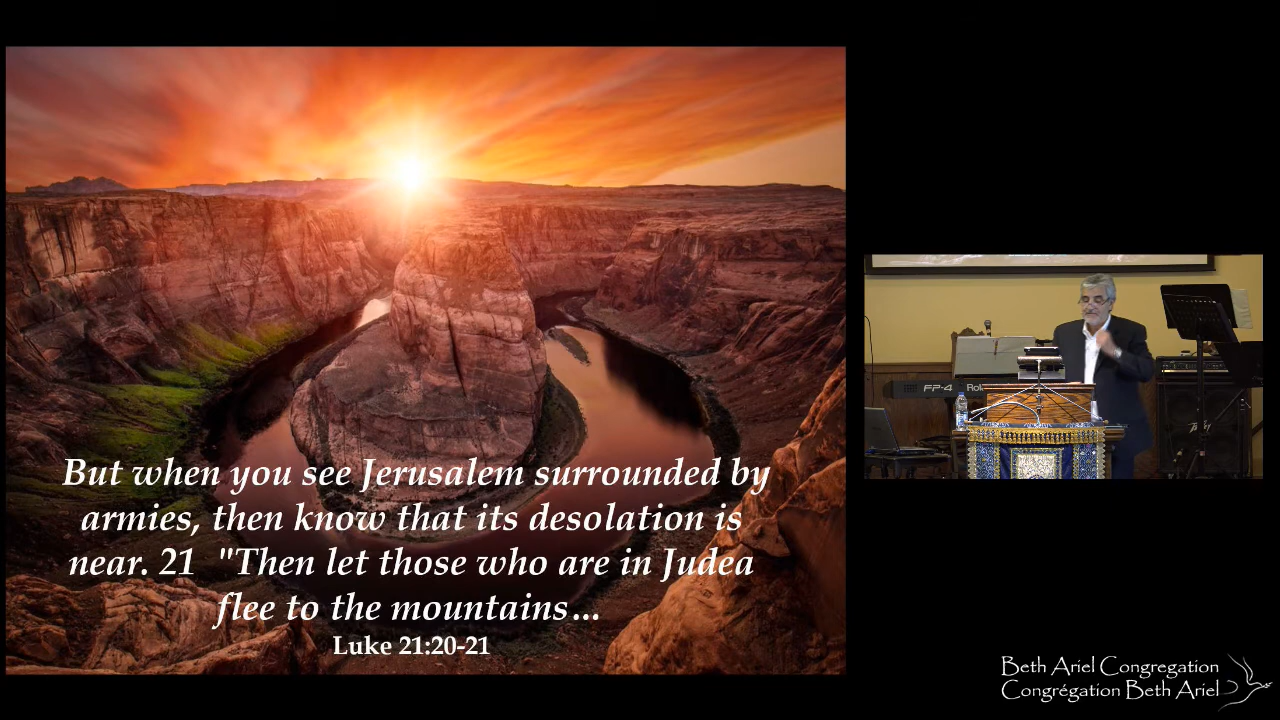 But when you see Jerusalem surrounded by
armies, then know that its desolation is
near. 21 "Then let those who are in Judea
flee to the mountains...
Luke 21:20-21
FP-4 Rol
Peavey
Beth Ariel Congregation
Congrégation Beth Ariel